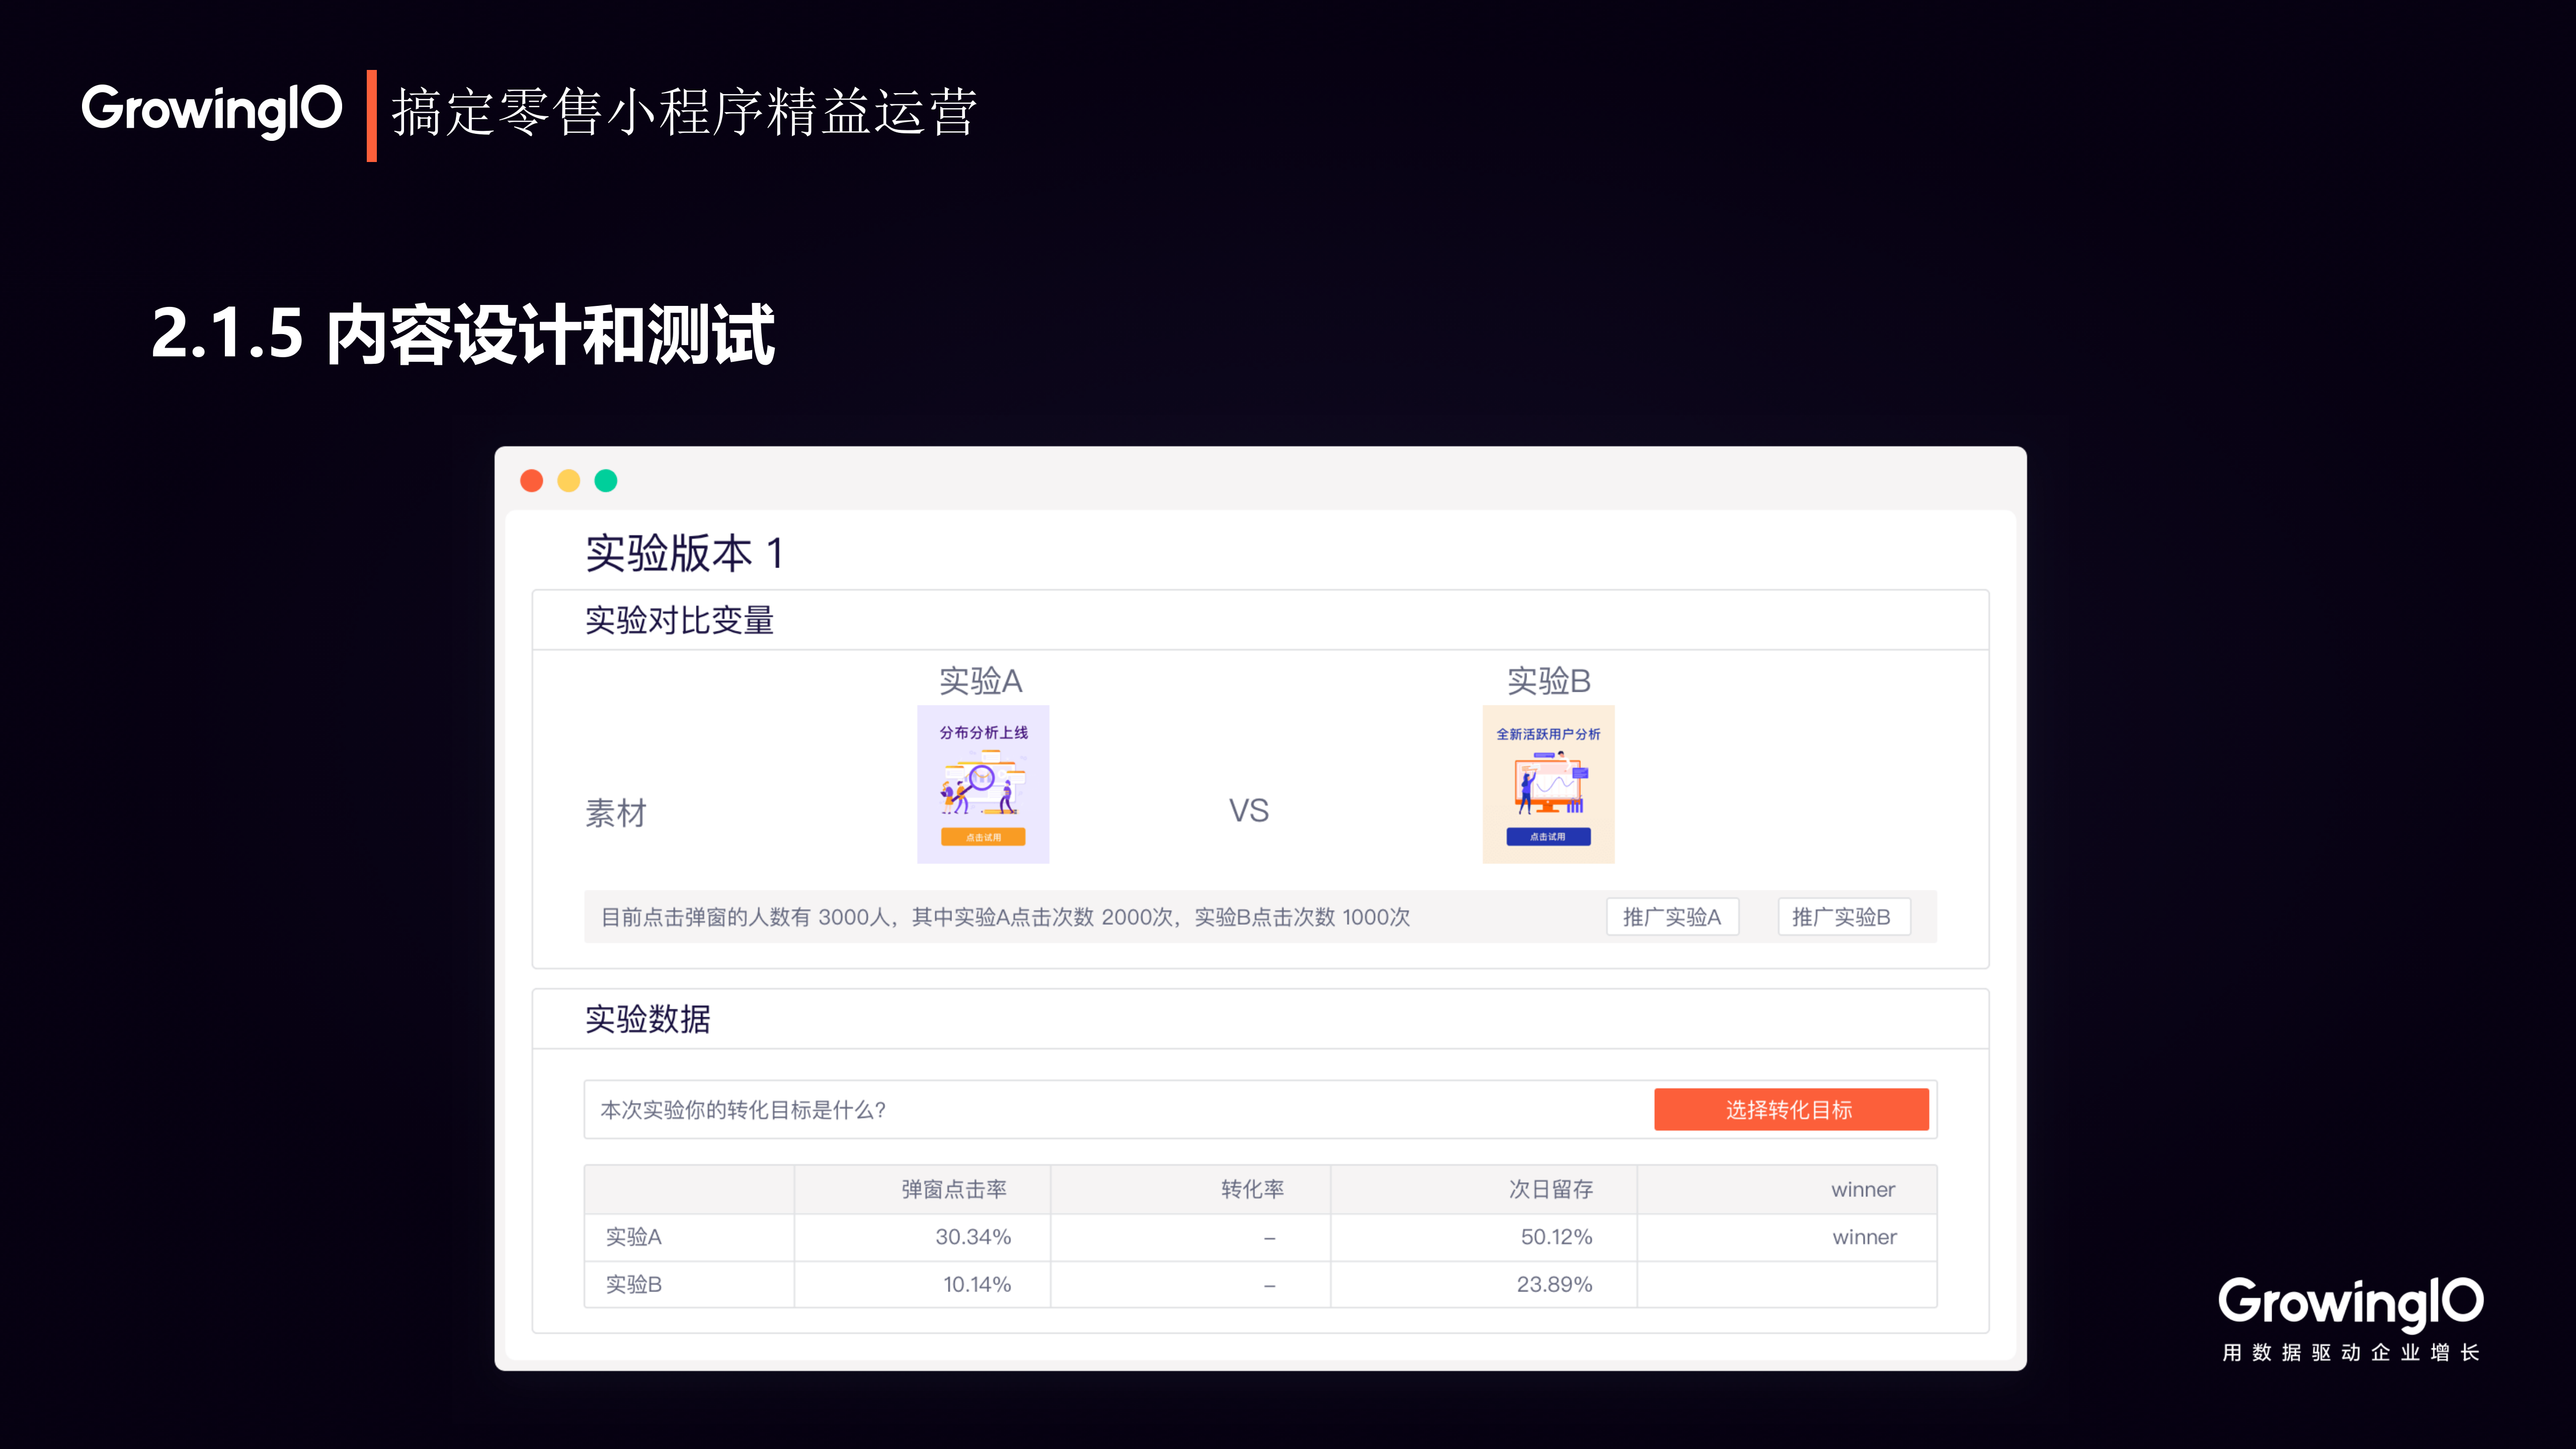 GrowingIO 搞定零售小程序精益运营
2.1.5 内容设计和测试
实验版本 1
实验对比变量
实验A 实验B
分布分析上线 全新活跃用户分析
素材 VS
点击试用 点击试用
目前点击弹窗的人数有 3000人，其中实验A点击次数 2000次，实验B点击次数 1000次 推广实验A 推广实验B
实验数据
本次实验你的转化目标是什么? 选择转化目标
弹窗点击率 转化率 次日留存 winner
实验A 30.34% – 50.12% winner
实验B 10.14% – 23.89%
GrowingIO
用数据驱动企业增长